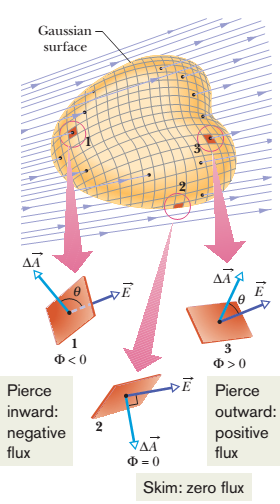 Gaussian
surface
1
3
2
ΔA⃗
θ
E⃗
1
Φ < 0
ΔA⃗
θ
E⃗
3
Φ > 0
E⃗
2
ΔA⃗
Φ = 0
Pierce
inward:
negative
flux
Pierce
outward:
positive
flux
Skim: zero flux